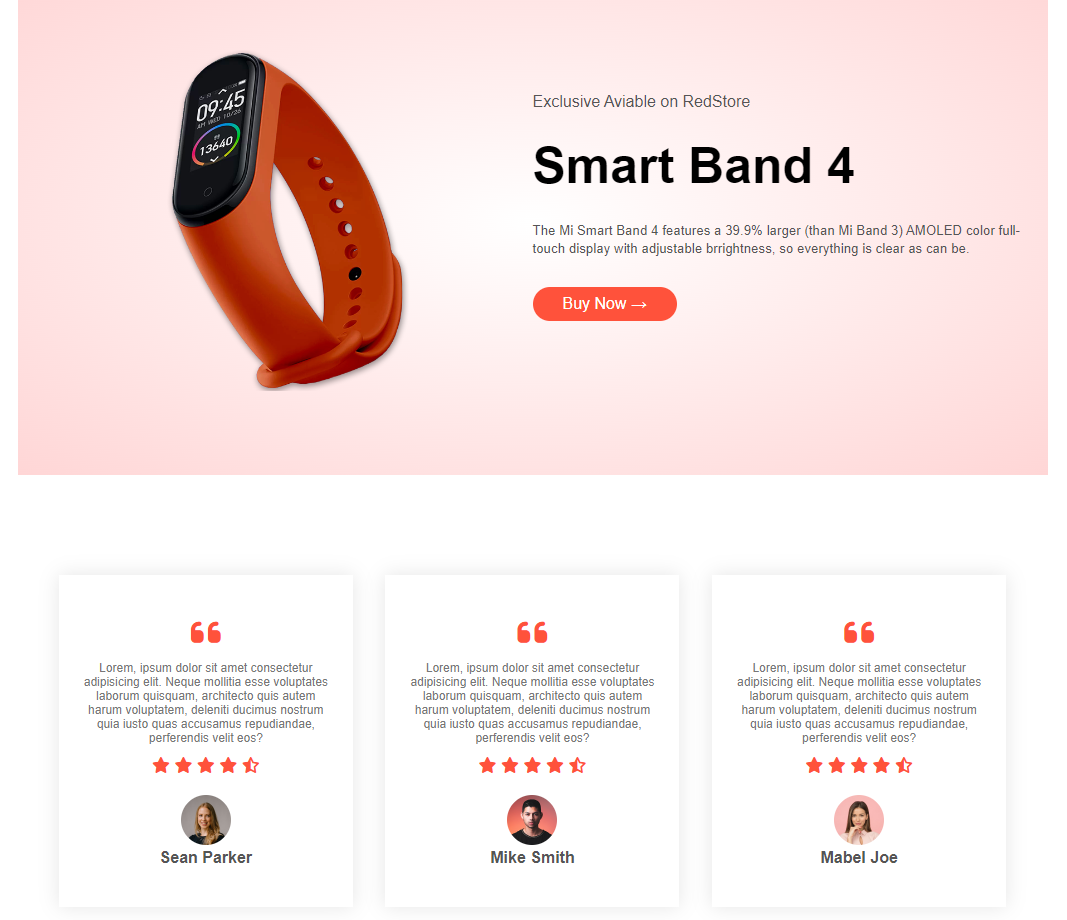 09:45
AM WED 10/26
13640
Exclusive Aviable on RedStore
Smart Band 4
The Mi Smart Band 4 features a 39.9% larger (than Mi Band 3) AMOLED color full-
touch display with adjustable brrightness, so everything is clear as can be.
Buy Now →
Lorem, ipsum dolor sit amet consectetur
adipisicing elit. Neque mollitia esse voluptates
laborum quisquam, architecto quis autem
harum voluptatem, deleniti ducimus nostrum
quia iusto quas accusamus repudiandae,
perferendis velit eos?
Sean Parker
Lorem, ipsum dolor sit amet consectetur
adipisicing elit. Neque mollitia esse voluptates
laborum quisquam, architecto quis autem
harum voluptatem, deleniti ducimus nostrum
quia iusto quas accusamus repudiandae,
perferendis velit eos?
Mike Smith
Lorem, ipsum dolor sit amet consectetur
adipisicing elit. Neque mollitia esse voluptates
laborum quisquam, architecto quis autem
harum voluptatem, deleniti ducimus nostrum
quia iusto quas accusamus repudiandae,
perferendis velit eos?
Mabel Joe